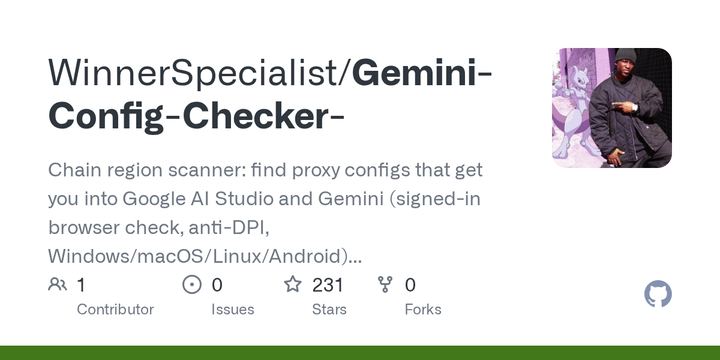 WinnerSpecialist/Gemini-
Config-Checker-
Chain region scanner: find proxy configs that get
you into Google AI Studio and Gemini (signed-in
browser check, anti-DPI,
Windows/macOS/Linux/Android)...
1 0 231 0
Contributor Issues Stars Forks